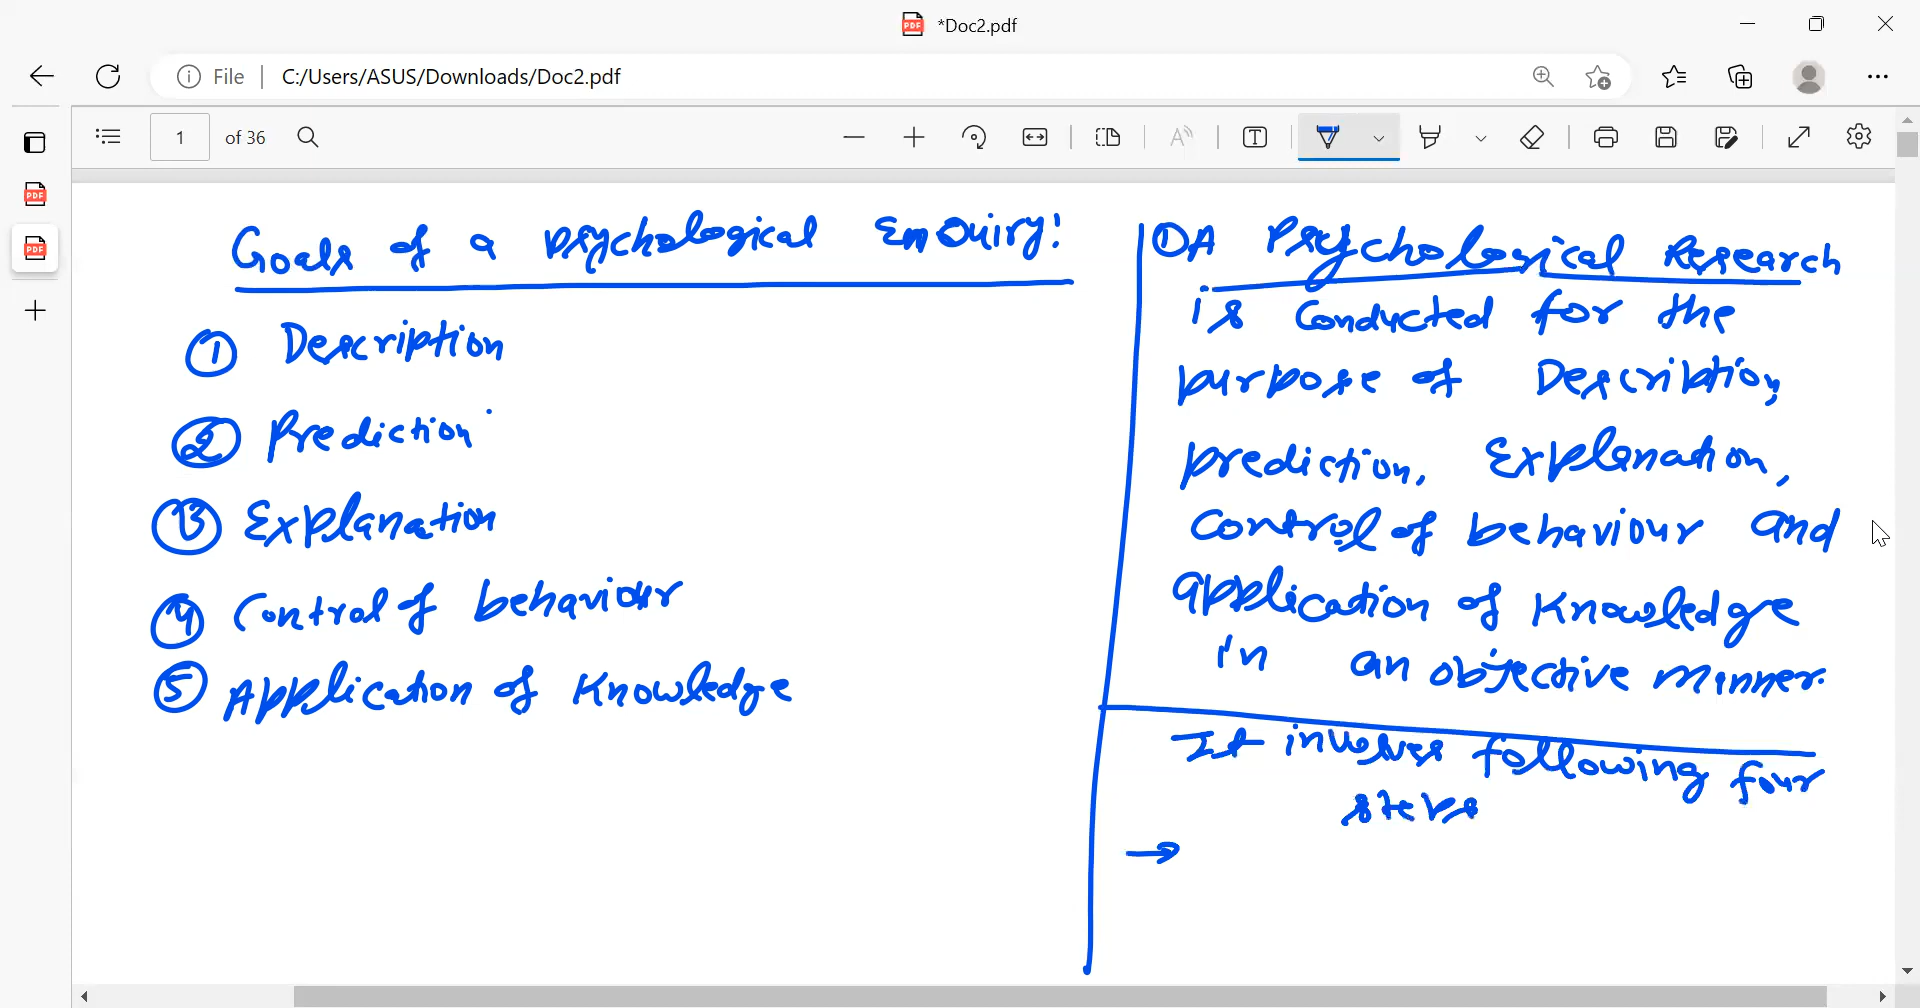 *Doc2.pdf
File
C:/Users/ASUS/Downloads/Doc2.pdf
1 of 36
Goals of a psychological Enquiry:
① Description
② Prediction
③ Explanation
④ Control of behaviour
⑤ Application of Knowledge
① A Psychological Research
is Conducted for the
purpose of Description,
prediction, Explanation,
Control of behaviour and
application of Knowledge
in an objective manner.
It involves following four
steps
→